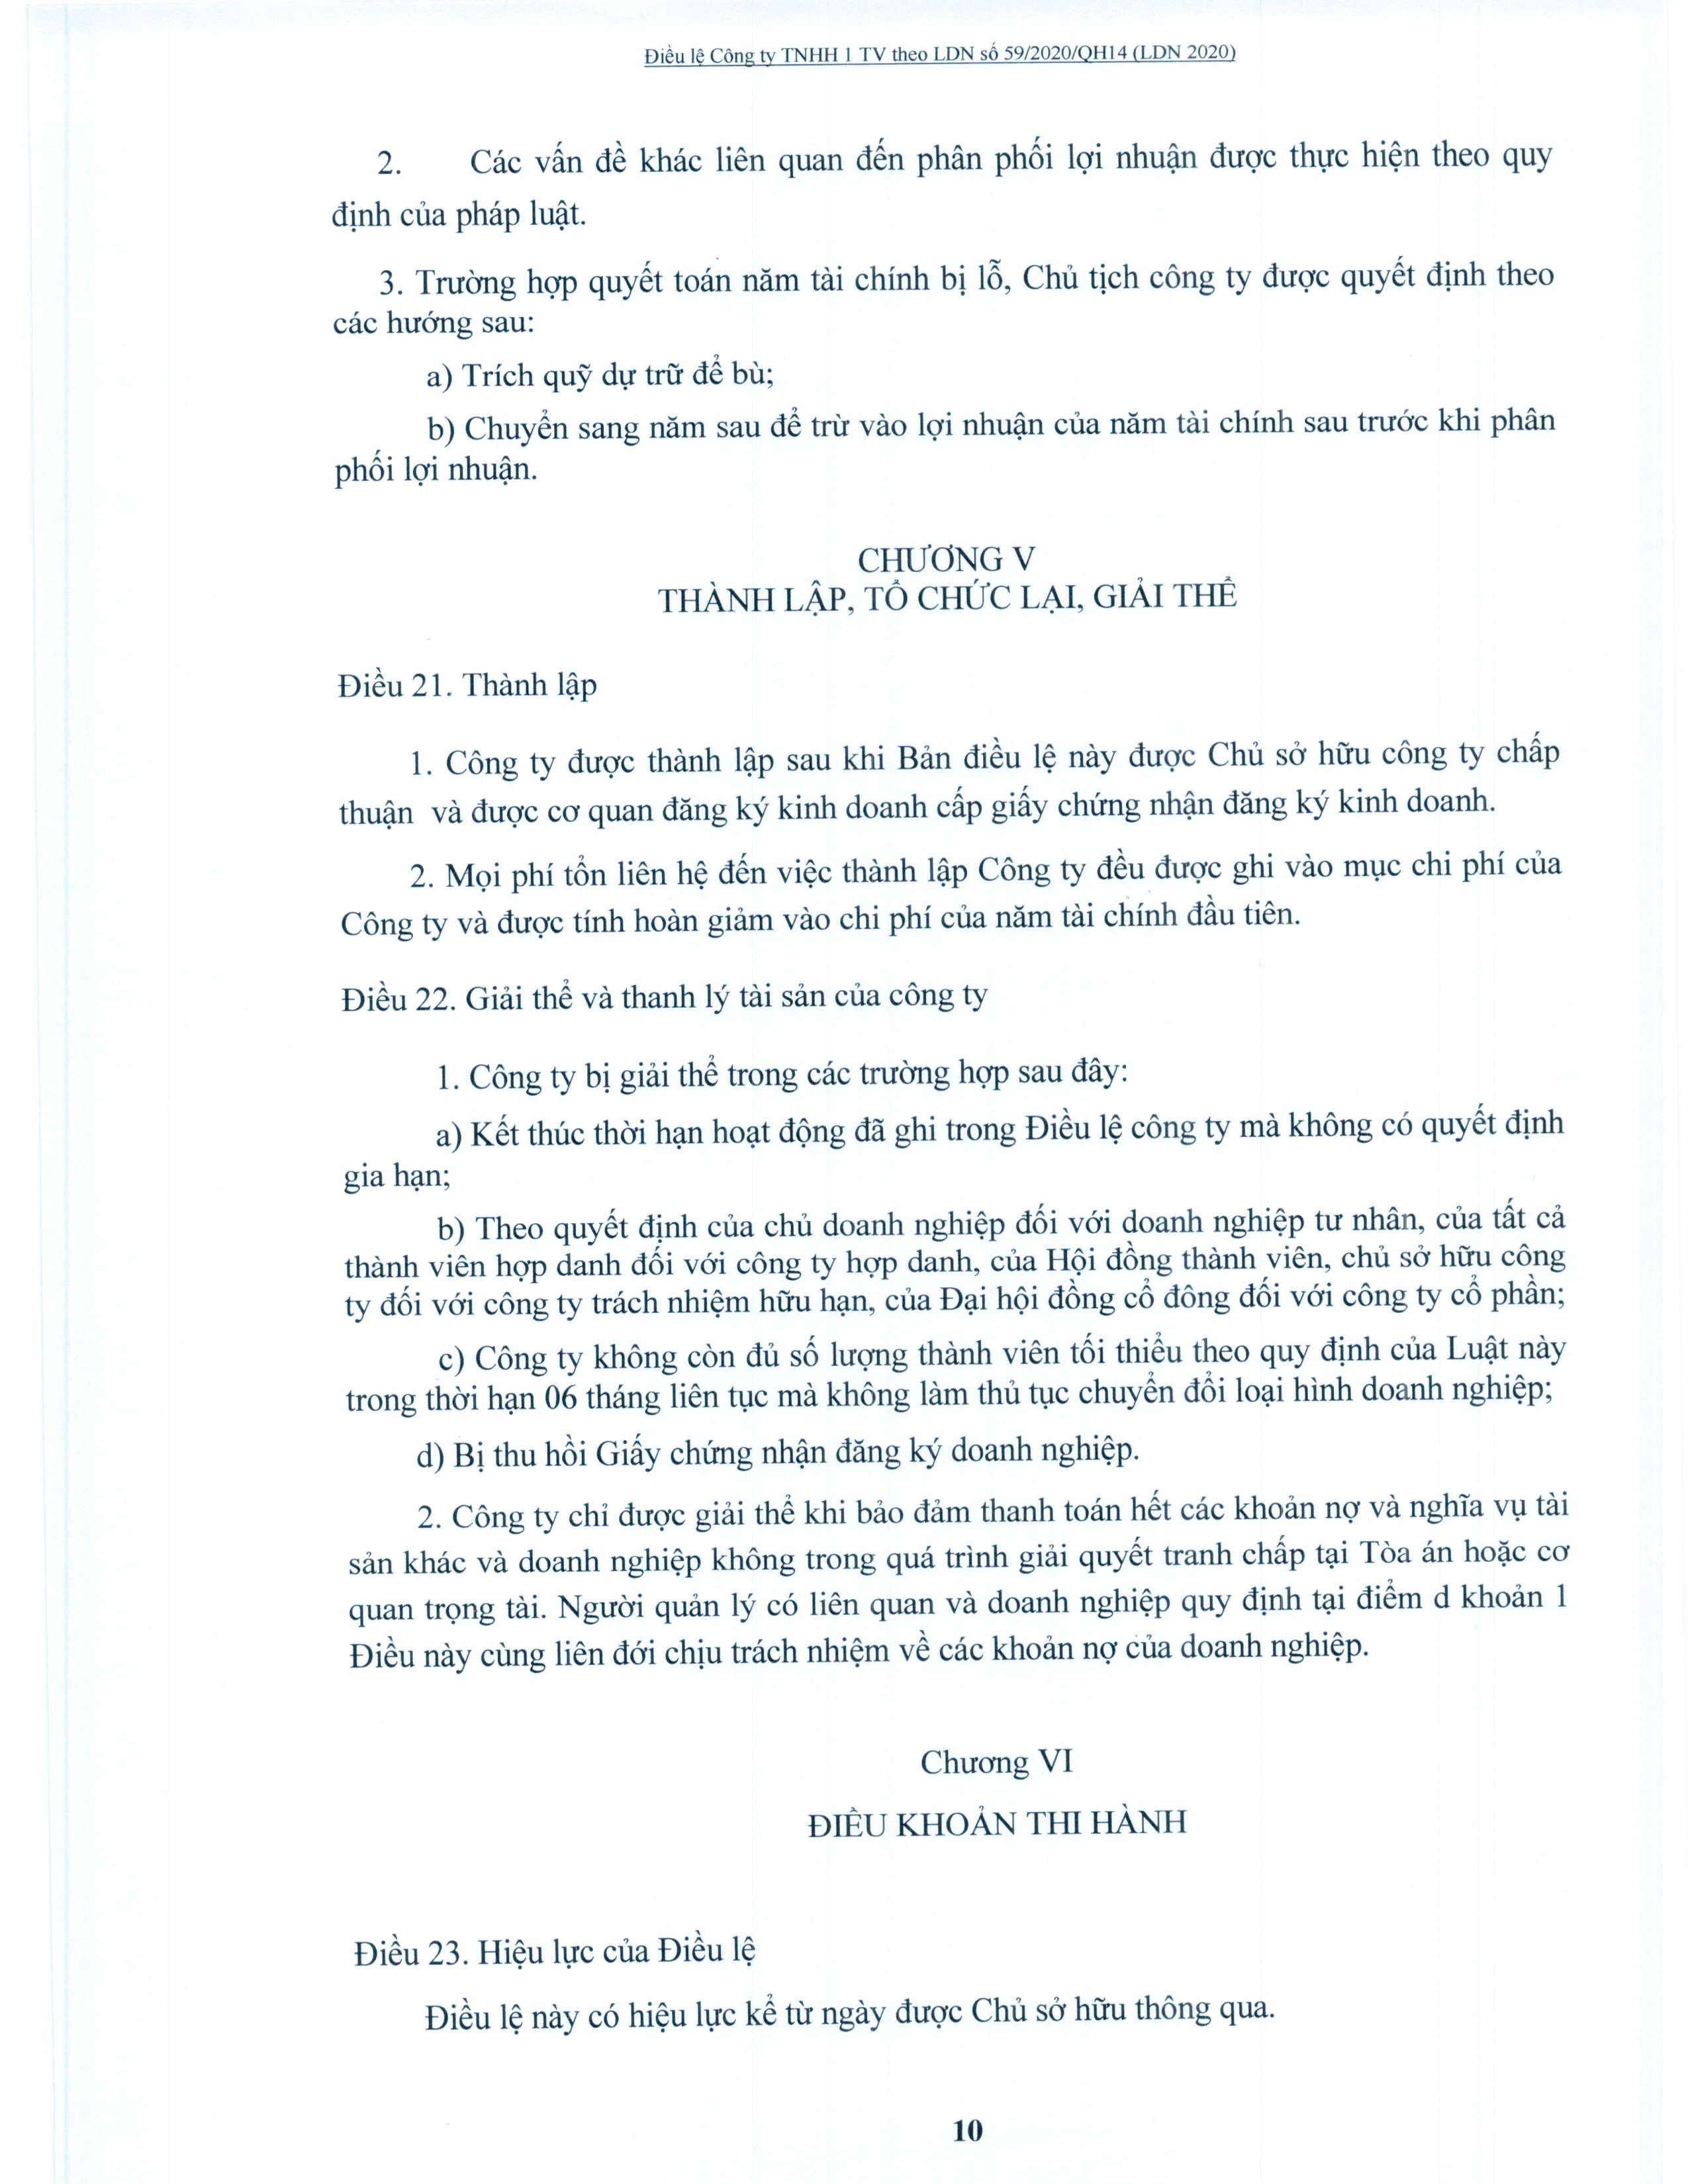 Điều lệ Công ty TNHH 1 TV theo LDN số 59/2020/QH14 (LDN 2020)
2. Các vấn đề khác liên quan đến phân phối lợi nhuận được thực hiện theo quy
định của pháp luật.
3. Trường hợp quyết toán năm tài chính bị lỗ, Chủ tịch công ty được quyết định theo
các hướng sau:
a) Trích quỹ dự trữ để bù;
b) Chuyển sang năm sau để trừ vào lợi nhuận của năm tài chính sau trước khi phân
phối lợi nhuận.
CHƯƠNG V
THÀNH LẬP, TỔ CHỨC LẠI, GIẢI THỂ
Điều 21. Thành lập
1. Công ty được thành lập sau khi Bản điều lệ này được Chủ sở hữu công ty chấp
thuận và được cơ quan đăng ký kinh doanh cấp giấy chứng nhận đăng ký kinh doanh.
2. Mọi phí tổn liên hệ đến việc thành lập Công ty đều được ghi vào mục chi phí của
Công ty và được tính hoàn giảm vào chi phí của năm tài chính đầu tiên.
Điều 22. Giải thể và thanh lý tài sản của công ty
1. Công ty bị giải thể trong các trường hợp sau đây:
a) Kết thúc thời hạn hoạt động đã ghi trong Điều lệ công ty mà không có quyết định
gia hạn;
b) Theo quyết định của chủ doanh nghiệp đối với doanh nghiệp tư nhân, của tất cả
thành viên hợp danh đối với công ty hợp danh, của Hội đồng thành viên, chủ sở hữu công
ty đối với công ty trách nhiệm hữu hạn, của Đại hội đồng cổ đông đối với công ty cổ phần;
c) Công ty không còn đủ số lượng thành viên tối thiểu theo quy định của Luật này
trong thời hạn 06 tháng liên tục mà không làm thủ tục chuyển đổi loại hình doanh nghiệp;
d) Bị thu hồi Giấy chứng nhận đăng ký doanh nghiệp.
2. Công ty chỉ được giải thể khi bảo đảm thanh toán hết các khoản nợ và nghĩa vụ tài
sản khác và doanh nghiệp không trong quá trình giải quyết tranh chấp tại Tòa án hoặc cơ
quan trọng tài. Người quản lý có liên quan và doanh nghiệp quy định tại điểm d khoản 1
Điều này cùng liên đới chịu trách nhiệm về các khoản nợ của doanh nghiệp.
Chương VI
ĐIỀU KHOẢN THI HÀNH
Điều 23. Hiệu lực của Điều lệ
Điều lệ này có hiệu lực kể từ ngày được Chủ sở hữu thông qua.
10